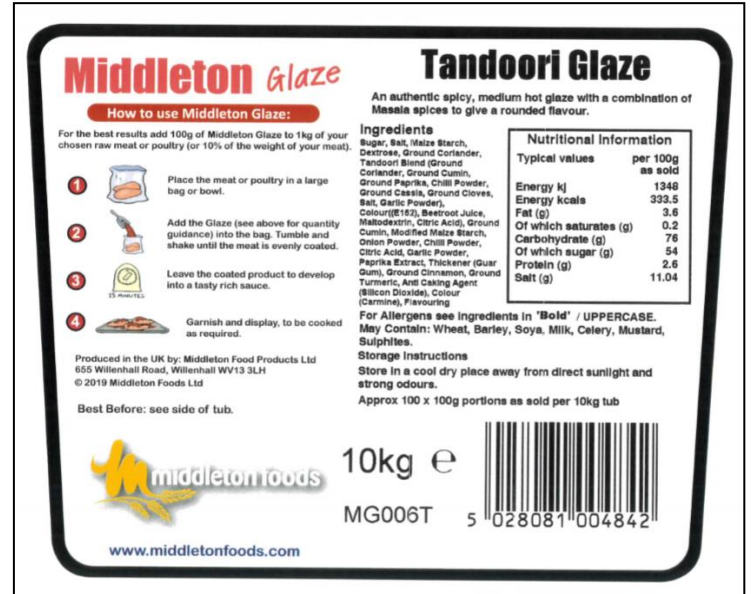 Middleton Glaze
How to use Middleton Glaze:
For the best results add 100g of Middleton Glaze to 1kg of your
chosen raw meat or poultry (or 10% of the weight of your meat).
1
Place the meat or poultry in a large
bag or bowl.
2
Add the Glaze (see above for quantity
guidance) into the bag. Tumble and
shake until the meat is evenly coated.
3
15 MINUTES
Leave the coated product to develop
into a tasty rich sauce.
4
Garnish and display, to be cooked
as required.
Produced in the UK by: Middleton Food Products Ltd
655 Willenhall Road, Willenhall WV13 3LH
© 2019 Middleton Foods Ltd
Best Before: see side of tub.
middleton foods
www.middletonfoods.com
Tandoori Glaze
An authentic spicy, medium hot glaze with a combination of
Masala spices to give a rounded flavour.
Ingredients
Sugar, Salt, Maize Starch,
Dextrose, Ground Coriander,
Tandoori Blend (Ground
Coriander, Ground Cumin,
Ground Paprika, Chilli Powder,
Ground Cassia, Ground Cloves,
Salt, Garlic Powder),
Colour((E162), Beetroot Juice,
Maltodextrin, Citric Acid), Ground
Cumin, Modified Maize Starch,
Onion Powder, Chilli Powder,
Citric Acid, Garlic Powder,
Paprika Extract, Thickener (Guar
Gum), Ground Cinnamon, Ground
Turmeric, Anti Caking Agent
(Silicon Dioxide), Colour
(Carmine), Flavouring
Nutritional Information
Typical values per 100g
as sold
Energy kj 1348
Energy kcals 333.5
Fat (g) 3.6
Of which saturates (g) 0.2
Carbohydrate (g) 76
Of which sugar (g) 54
Protein (g) 2.6
Salt (g) 11.04
For Allergens see Ingredients in 'Bold' / UPPERCASE.
May Contain: Wheat, Barley, Soya, Milk, Celery, Mustard,
Sulphites.
Storage Instructions
Store in a cool dry place away from direct sunlight and
strong odours.
Approx 100 x 100g portions as sold per 10kg tub
10kg e
MG006T
5 028081 004842